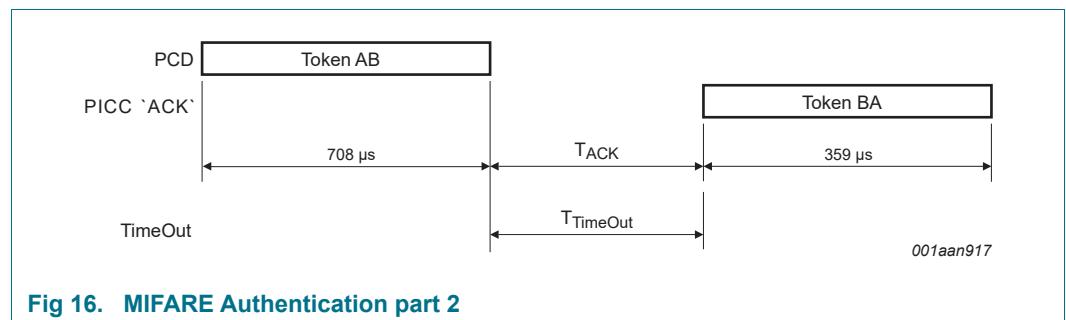 PCD Token AB
PICC `ACK` Token BA
708 µs TACK 359 µs
TimeOut TTimeOut
001aan917
Fig 16. MIFARE Authentication part 2